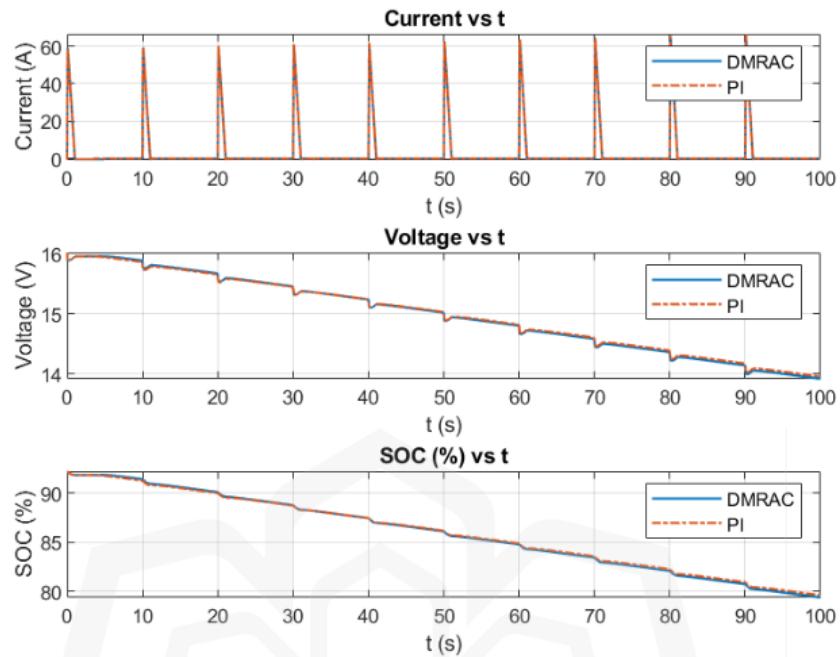 Current vs t
Current (A)
60
40
20
0
DMRAC
PI
0 10 20 30 40 50 60 70 80 90 100
t (s)
Voltage vs t
Voltage (V)
16
15
14
DMRAC
PI
0 10 20 30 40 50 60 70 80 90 100
t (s)
SOC (%) vs t
SOC (%)
90
85
80
DMRAC
PI
0 10 20 30 40 50 60 70 80 90 100
t (s)